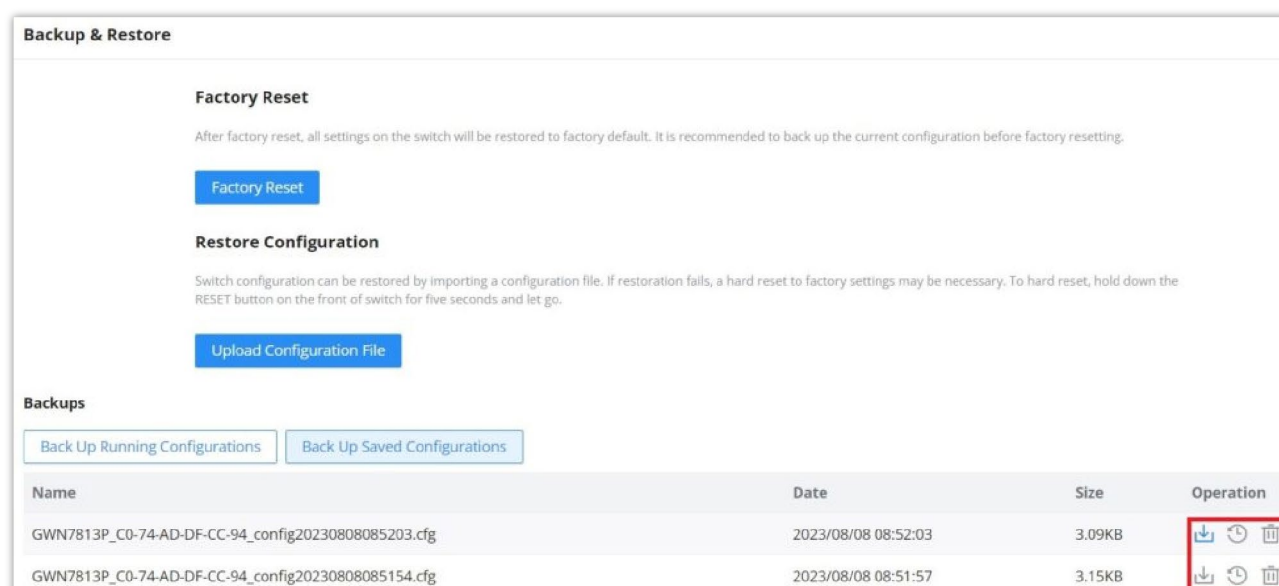 Backup & Restore
Factory Reset
After factory reset, all settings on the switch will be restored to factory default. It is recommended to back up the current configuration before factory resetting.
Factory Reset
Restore Configuration
Switch configuration can be restored by importing a configuration file. If restoration fails, a hard reset to factory settings may be necessary. To hard reset, hold down the
RESET button on the front of switch for five seconds and let go.
Upload Configuration File
Backups
Back Up Running Configurations Back Up Saved Configurations
Name Date Size Operation
GWN7813P_C0-74-AD-DF-CC-94_config20230808085203.cfg 2023/08/08 08:52:03 3.09KB
GWN7813P_C0-74-AD-DF-CC-94_config20230808085154.cfg 2023/08/08 08:51:57 3.15KB